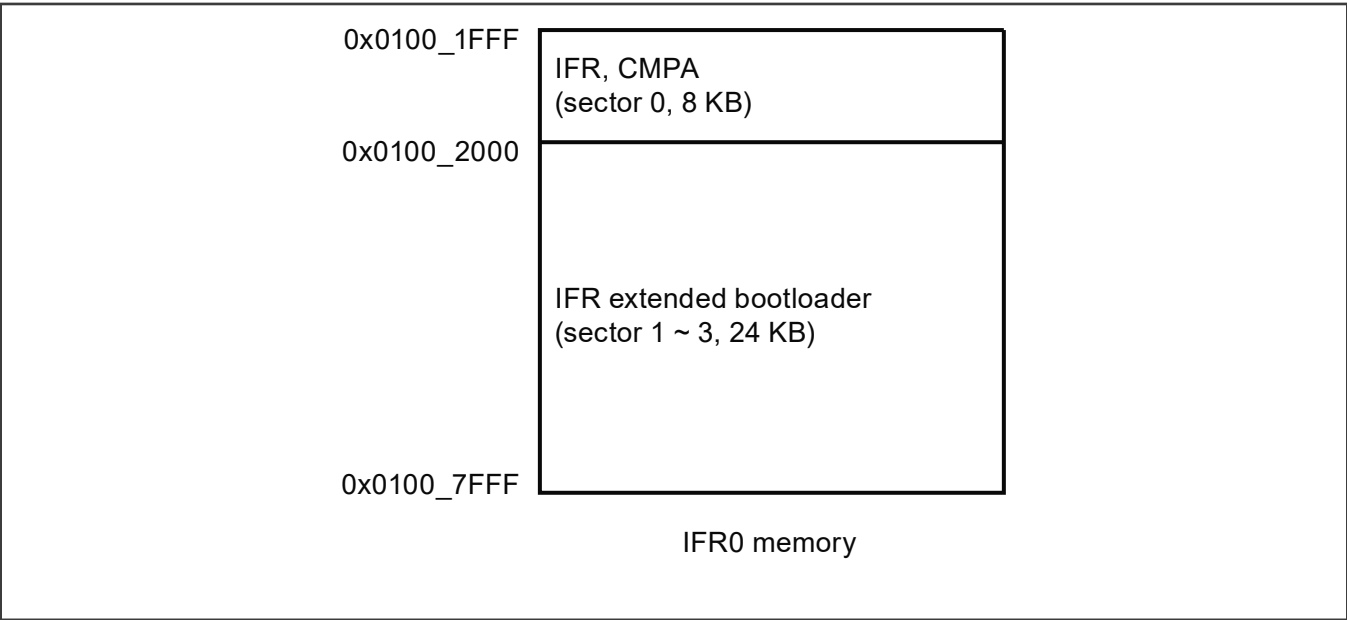 0x0100_1FFF
IFR, CMPA
(sector 0, 8 KB)
0x0100_2000
IFR extended bootloader
(sector 1 ~ 3, 24 KB)
0x0100_7FFF
IFR0 memory